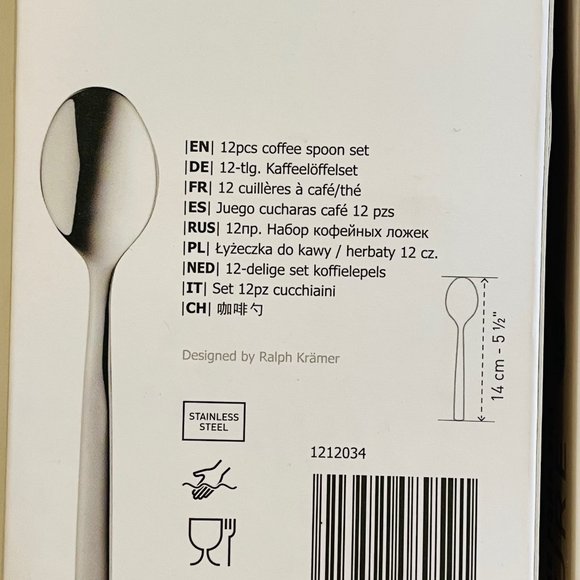 |EN| 12pcs coffee spoon set
|DE| 12-tlg. Kaffeelöffelset
|FR| 12 cuillères à café/thé
|ES| Juego cucharas café 12 pzs
|RUS| 12пр. Набор кофейных ложек
|PL| Łyżeczka do kawy / herbaty 12 cz.
|NED| 12-delige set koffielepels
|IT| Set 12pz cucchiaini
|CH| 咖啡勺
14 cm - 5 ½"
Designed by Ralph Krämer
STAINLESS
STEEL
1212034